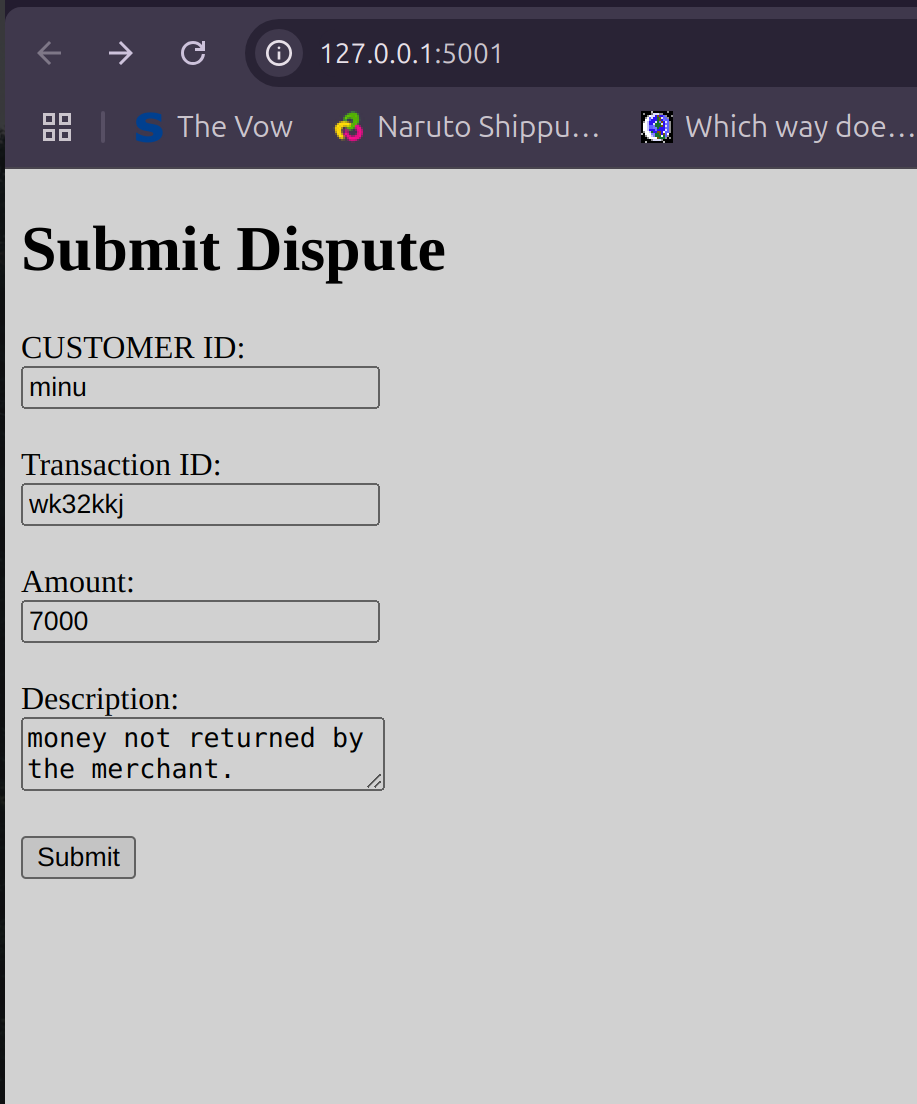 127.0.0.1:5001
The Vow
Naruto Shippu...
Which way doe...
Submit Dispute
CUSTOMER ID:
minu
Transaction ID:
wk32kkj
Amount:
7000
Description:
money not returned by
the merchant.
Submit